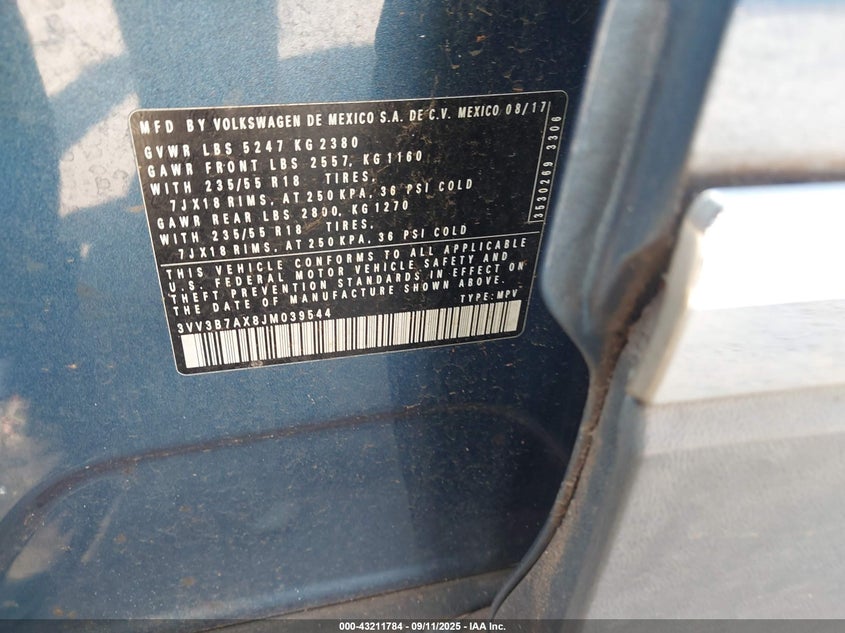 MFD BY VOLKSWAGEN DE MEXICO S.A. DE C.V. MEXICO 08/17
GVWR LBS 5247 KG 2380
GAWR FRONT LBS 2557, KG 1160
WITH 235/55 R18 TIRES,
7JX18 RIMS, AT 250 KPA, 36 PSI COLD
GAWR REAR LBS 2800, KG 1270
WITH 235/55 R18 TIRES,
7JX18 RIMS, AT 250 KPA, 36 PSI COLD
THIS VEHICLE CONFORMS TO ALL APPLICABLE
U.S. FEDERAL MOTOR VEHICLE SAFETY AND
THEFT PREVENTION STANDARDS IN EFFECT ON
THE DATE OF MANUFACTURE SHOWN ABOVE.
3VV3B7AX8JM039544 TYPE: MPV
3530269 3306
000-43211784 - 09/11/2025 - IAA Inc.